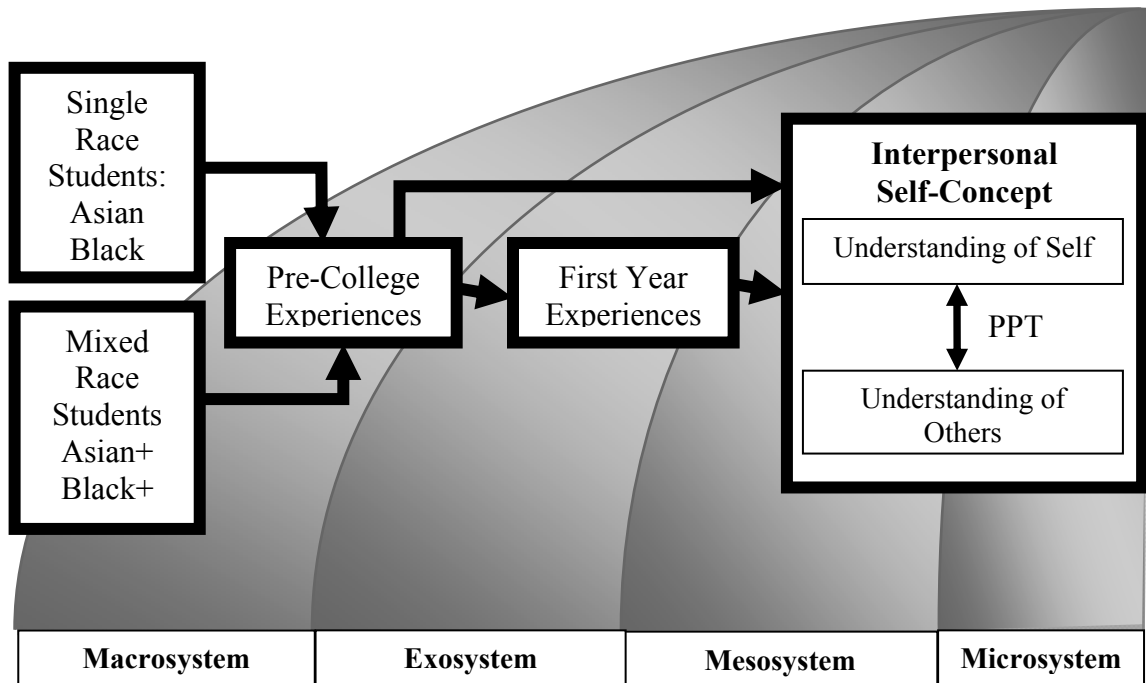 Single
Race
Students:
Asian
Black
Mixed
Race
Students
Asian+
Black+
Pre-College
Experiences
First Year
Experiences
Interpersonal
Self-Concept
Understanding of Self
PPT
Understanding of
Others
Macrosystem
Exosystem
Mesosystem
Microsystem